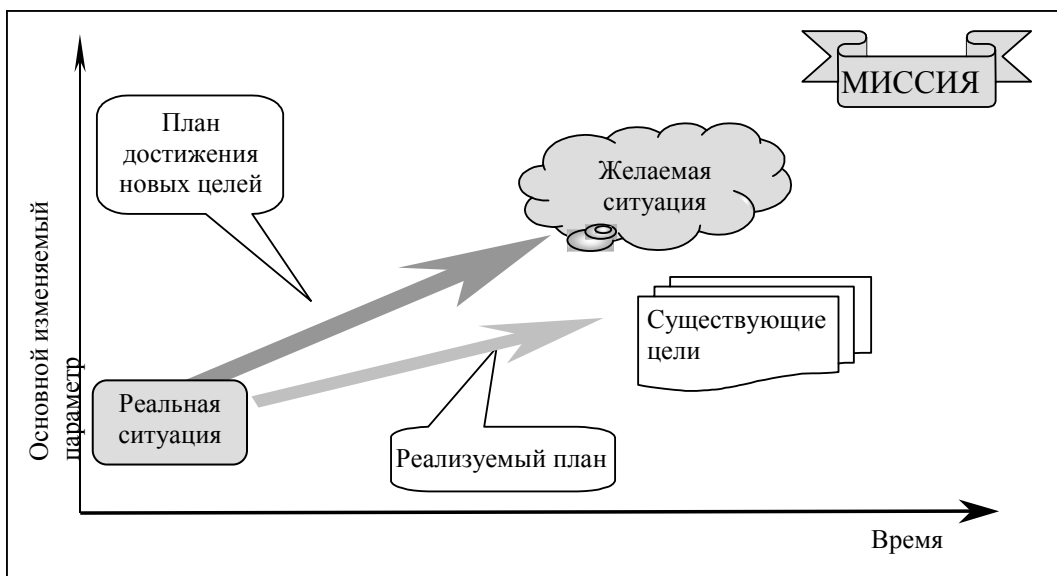 МИССИЯ
План
достижения
новых целей
Желаемая
ситуация
Основной изменяемый
параметр
Существующие
цели
Реальная
ситуация
Реализуемый план
Время